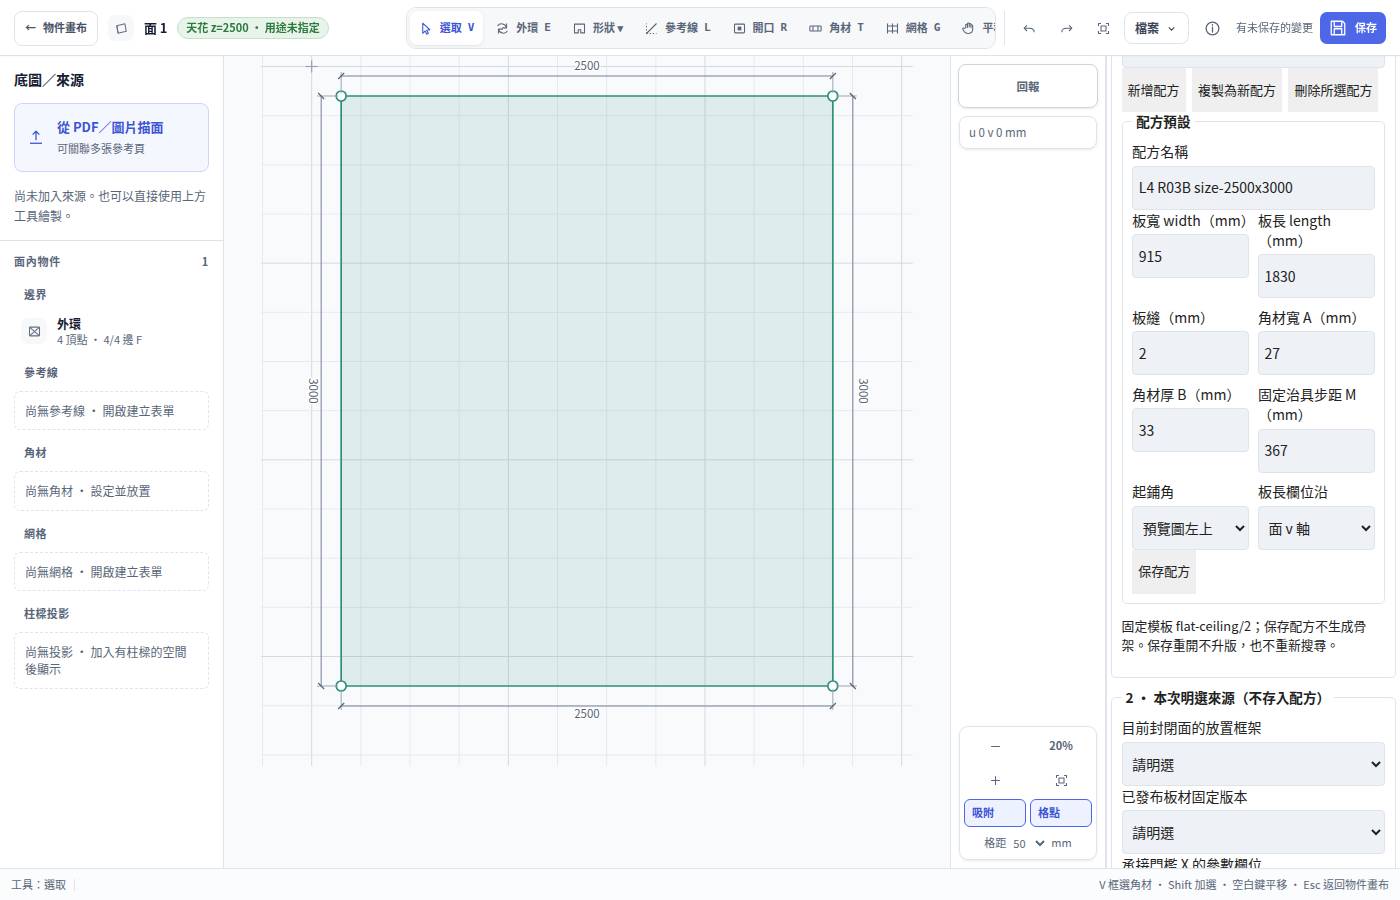 ← 物件畫布
面 1
天花 z=2500 · 用途未指定
選取 V
外環 E
形狀▾
參考線 L
開口 R
角材 T
網格 G
檔案
有未保存的變更
保存
底圖／來源
從 PDF／圖片描面
可關聯多張參考頁
尚未加入來源。也可以直接使用上方
工具繪製。
面內物件 1
邊界
外環
4 頂點 · 4/4 邊 F
參考線
尚無參考線 · 開啟建立表單
角材
尚無角材 · 設定並放置
網格
尚無網格 · 開啟建立表單
柱樑投影
尚無投影 · 加入有柱樑的空間
後顯示
2500
3000
3000
2500
回報
u 0 v 0 mm
20%
吸附
格點
格距 50 mm
新增配方
複製為新配方
刪除所選配方
配方預設
配方名稱
L4 R03B size-2500x3000
板寬 width（mm）
板長 length
（mm）
915
1830
板縫（mm）
角材寬 A（mm）
2
27
角材厚 B（mm）
固定治具步距 M
（mm）
33
367
起鋪角
板長欄位沿
預覽圖左上
面 v 軸
保存配方
固定模板 flat-ceiling/2；保存配方不生成骨
架。保存重開不升版，也不重新搜尋。
2 · 本次明選來源（不存入配方）
目前封閉面的放置框架
請明選
已發布板材固定版本
請明選
承接門檻 X 的參數欄位
工具：選取
V 框選角材 · Shift 加選 · 空白鍵平移 · Esc 返回物件畫布